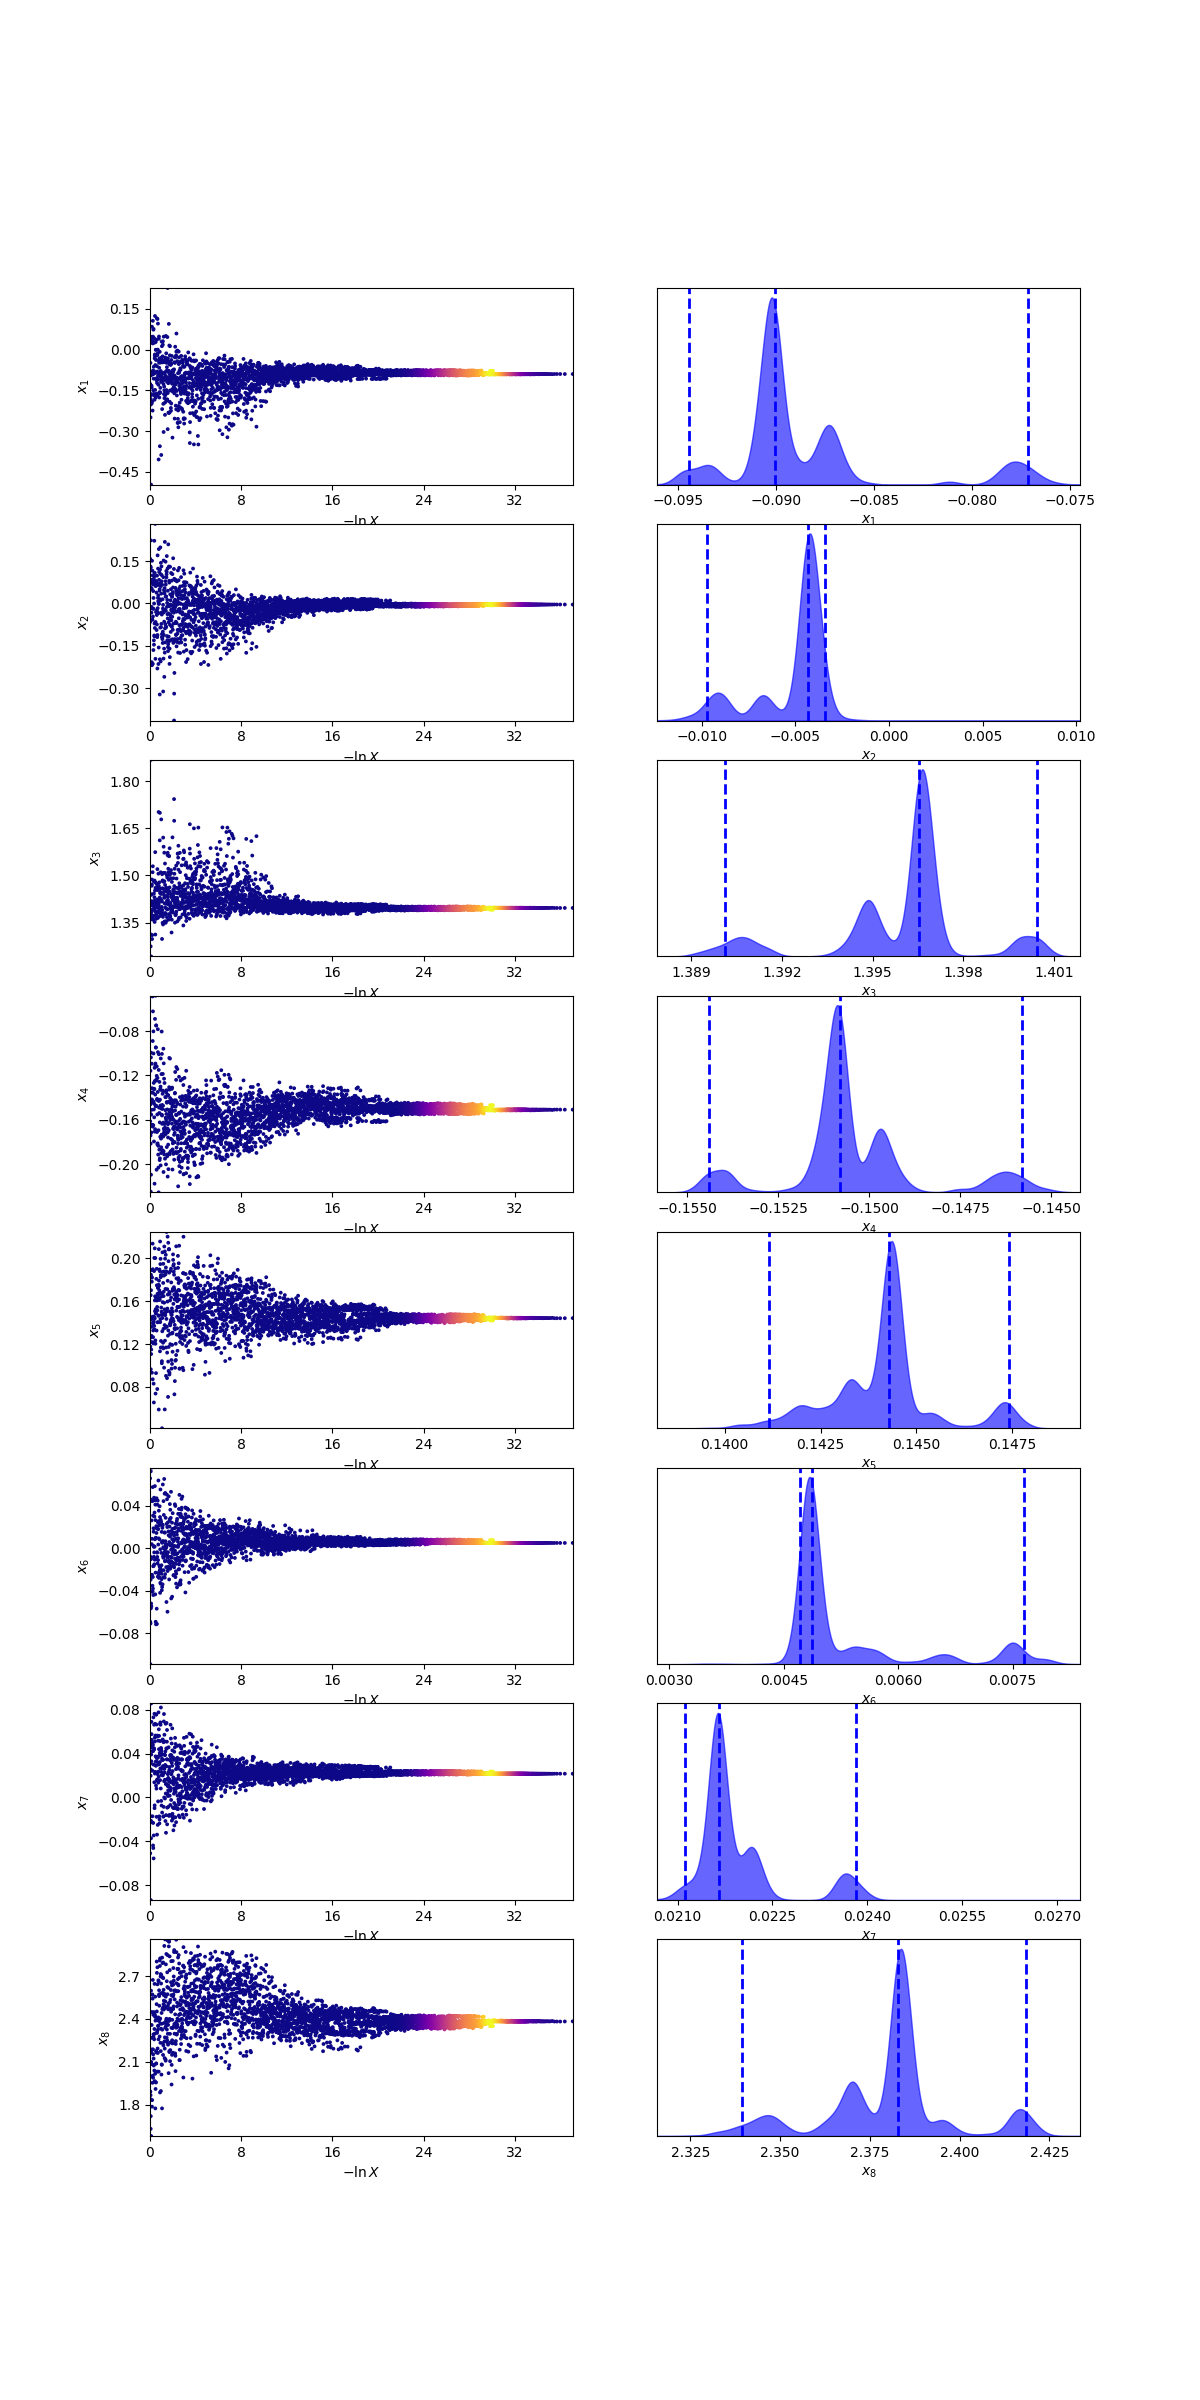 0.15
0.00
−0.15
−0.30
−0.45
x₁
0 8 16 24 32
−ln X
−0.095 −0.090 −0.085 −0.080 −0.075
x₁
0.15
0.00
−0.15
−0.30
x₂
0 8 16 24 32
−ln X
−0.010 −0.005 0.000 0.005 0.010
x₂
1.80
1.65
1.50
1.35
x₃
0 8 16 24 32
−ln X
1.389 1.392 1.395 1.398 1.401
x₃
−0.08
−0.12
−0.16
−0.20
x₄
0 8 16 24 32
−ln X
−0.1550 −0.1525 −0.1500 −0.1475 −0.1450
x₄
0.20
0.16
0.12
0.08
x₅
0 8 16 24 32
−ln X
0.1400 0.1425 0.1450 0.1475
x₅
0.04
0.00
−0.04
−0.08
x₆
0 8 16 24 32
−ln X
0.0030 0.0045 0.0060 0.0075
x₆
0.08
0.04
0.00
−0.04
−0.08
x₇
0 8 16 24 32
−ln X
0.0210 0.0225 0.0240 0.0255 0.0270
x₇
2.7
2.4
2.1
1.8
x₈
0 8 16 24 32
−ln X
2.325 2.350 2.375 2.400 2.425
x₈